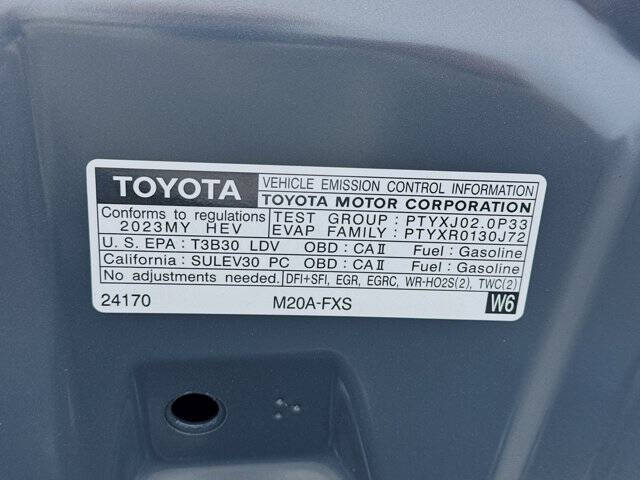 TOYOTA VEHICLE EMISSION CONTROL INFORMATION
TOYOTA MOTOR CORPORATION
Conforms to regulations TEST GROUP : PTYXJ02.0P33
2023MY HEV EVAP FAMILY : PTYXR0130J72
U.S. EPA : T3B30 LDV OBD : CAⅡ Fuel : Gasoline
California : SULEV30 PC OBD : CAⅡ Fuel : Gasoline
No adjustments needed. DFI+SFI, EGR, EGRC, WR-HO2S(2), TWC(2)
24170 M20A-FXS W6